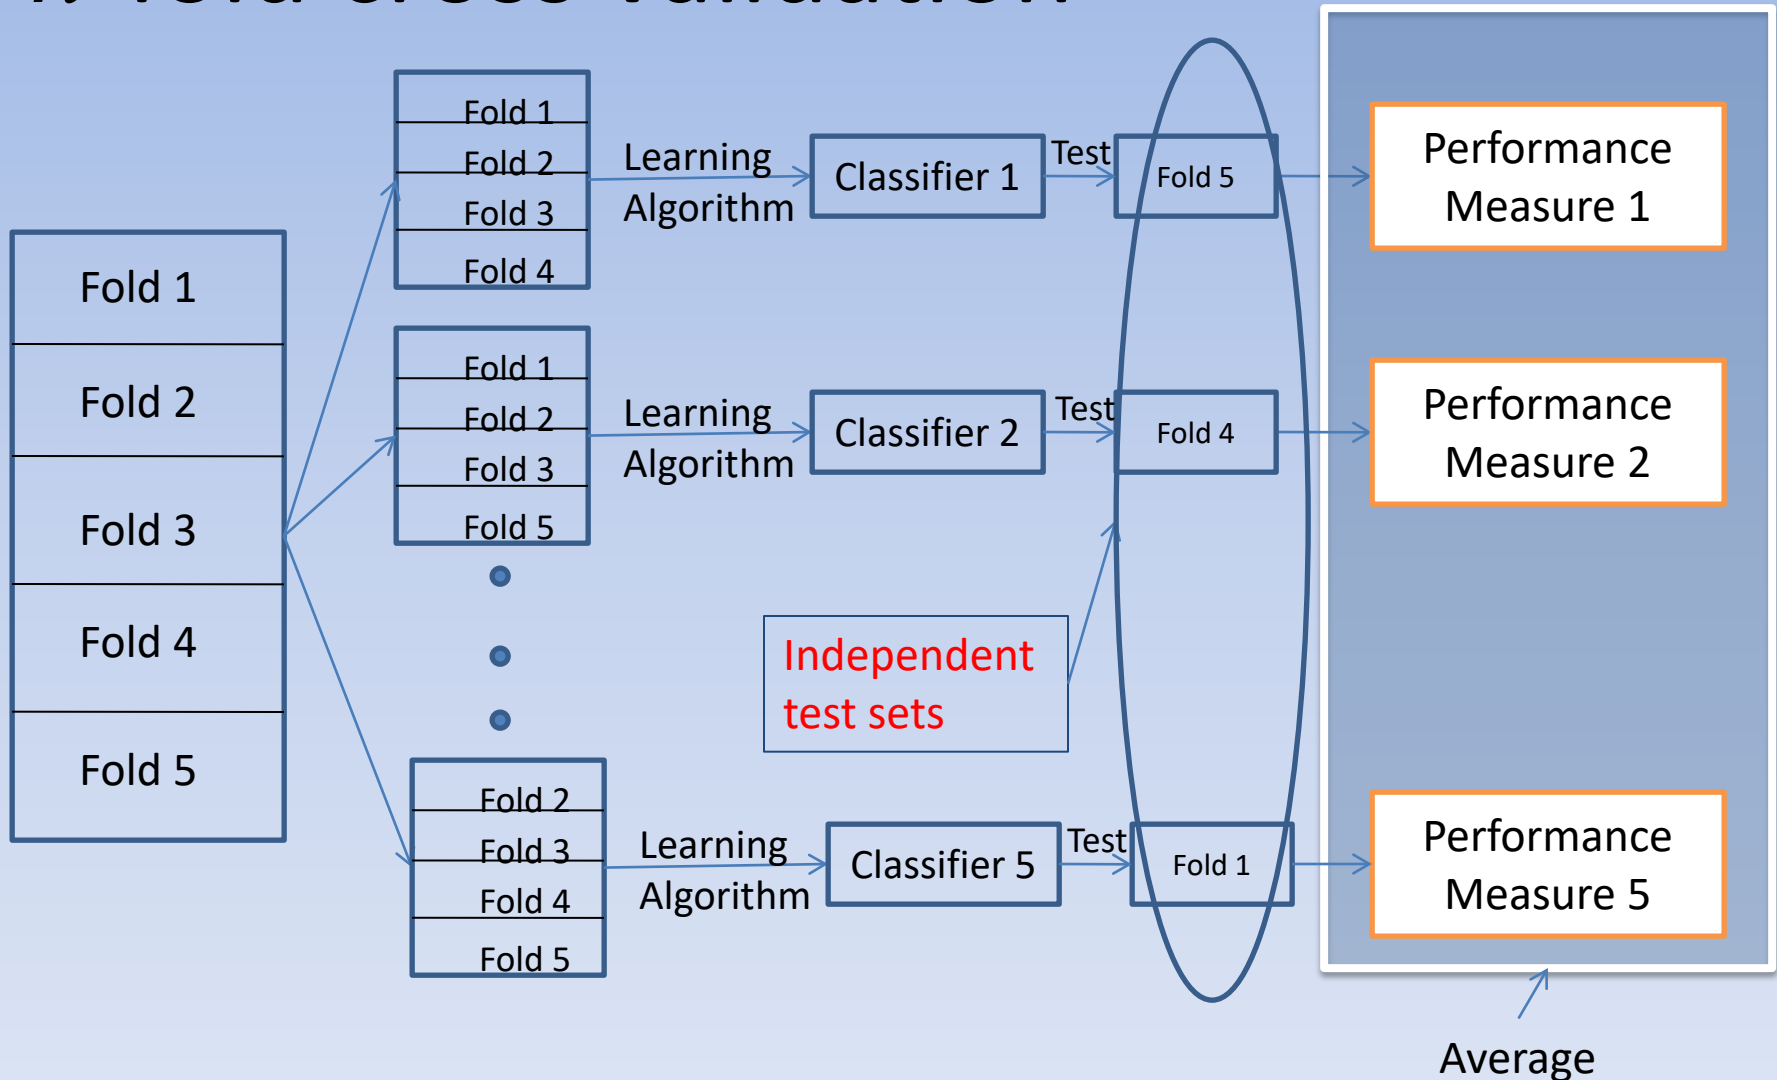 Fold 1
Fold 2
Fold 3
Fold 4
Fold 5
Fold 1
Fold 2
Fold 3
Fold 4
Learning
Algorithm
Classifier 1
Test
Fold 5
Performance
Measure 1
Fold 1
Fold 2
Fold 3
Fold 5
Learning
Algorithm
Classifier 2
Test
Fold 4
Performance
Measure 2
Independent
test sets
Fold 2
Fold 3
Fold 4
Fold 5
Learning
Algorithm
Classifier 5
Test
Fold 1
Performance
Measure 5
Average